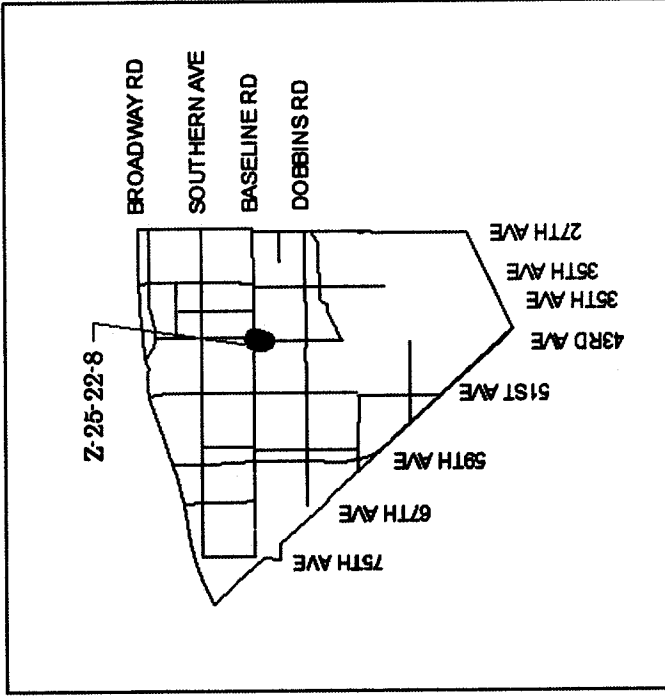 BROADWAY RD
SOUTHERN AVE
BASELINE RD
DOBBINS RD
Z-25-22-8
27TH AVE
35TH AVE
35TH AVE
43RD AVE
51ST AVE
59TH AVE
67TH AVE
75TH AVE